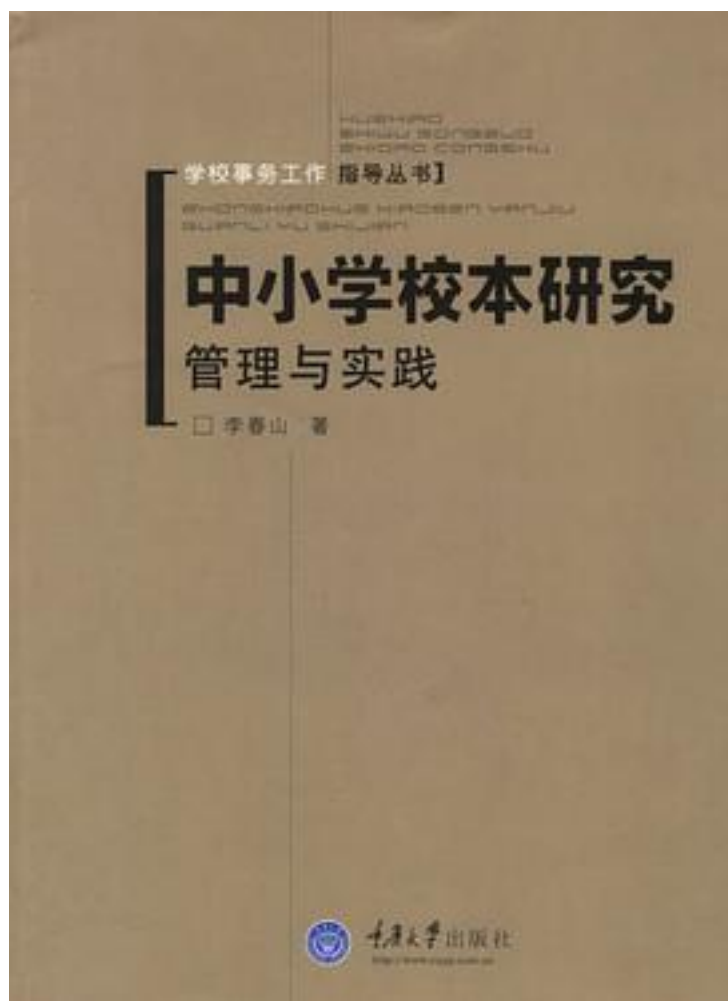 XUEXIAO
SHIWU GONGZUO
ZHIDAO CONGSHU
学校事务工作 指导丛书】
ZHONGXIAOXUE XIAOBEN YANJIU
GUANLI YU SHIJIAN
中小学校本研究
管理与实践
□ 李春山 著
重庆大学出版社